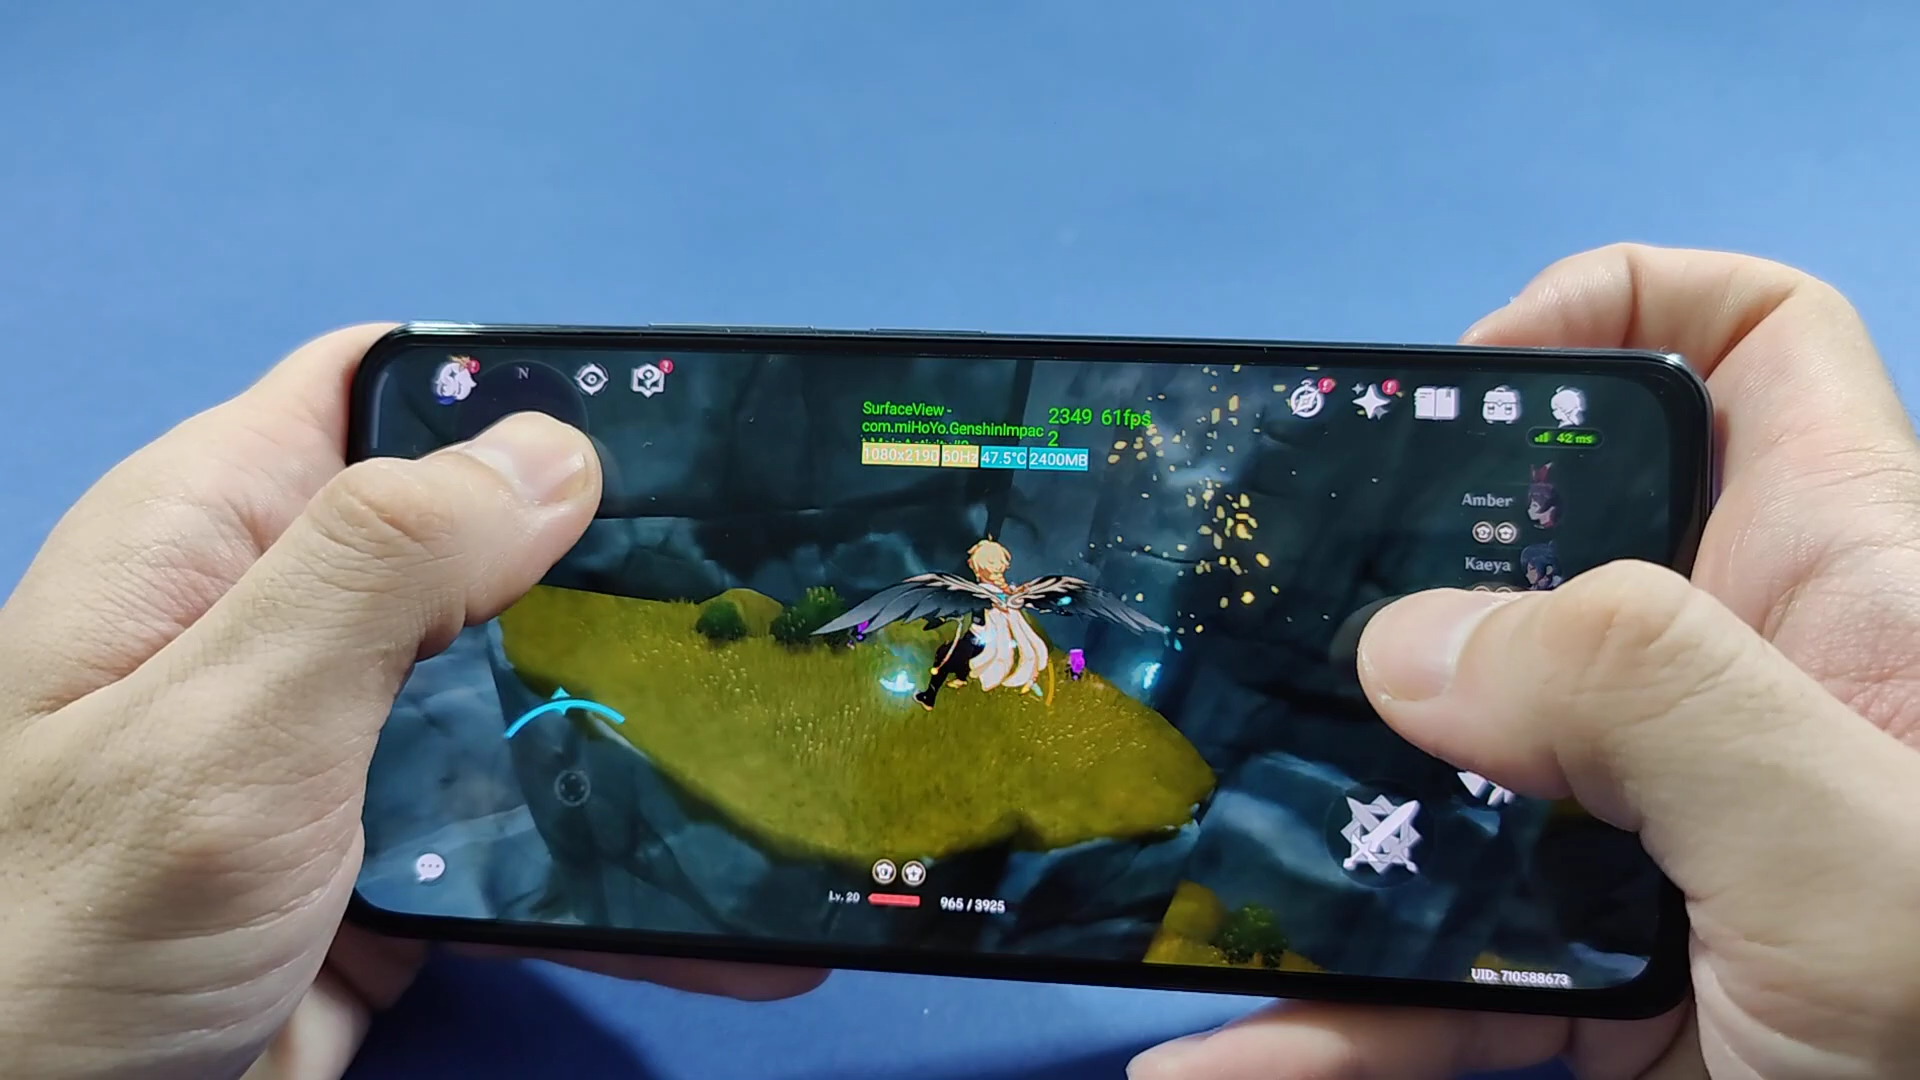 N
SurfaceView -
com.miHoYo.GenshinImpac
2349 61fps
2
1080x2190 60Hz 47.5°C 2400MB
42 ms
Amber
Kaeya
Lv. 20
965 / 3925
UID: 710588673